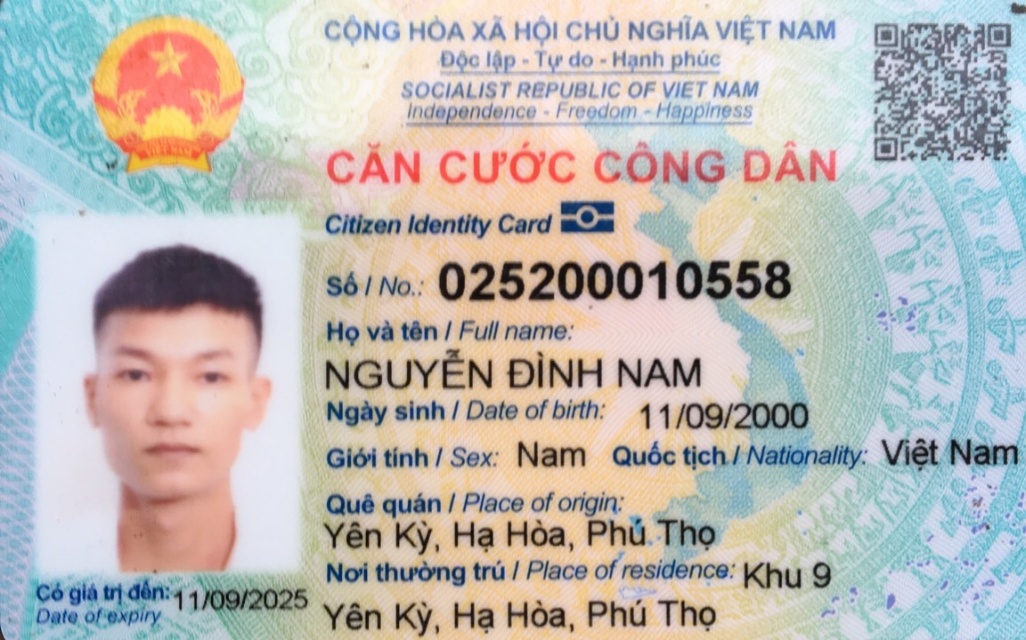 CỘNG HÒA XÃ HỘI CHỦ NGHĨA VIỆT NAM
Độc lập - Tự do - Hạnh phúc
SOCIALIST REPUBLIC OF VIET NAM
Independence - Freedom - Happiness
CĂN CƯỚC CÔNG DÂN
Citizen Identity Card
Số / No.: 025200010558
Họ và tên / Full name:
NGUYỄN ĐÌNH NAM
Ngày sinh / Date of birth: 11/09/2000
Giới tính / Sex: Nam Quốc tịch / Nationality: Việt Nam
Quê quán / Place of origin:
Yên Kỳ, Hạ Hòa, Phú Thọ
Nơi thường trú / Place of residence: Khu 9
Yên Kỳ, Hạ Hòa, Phú Thọ
Có giá trị đến: 11/09/2025
Date of expiry